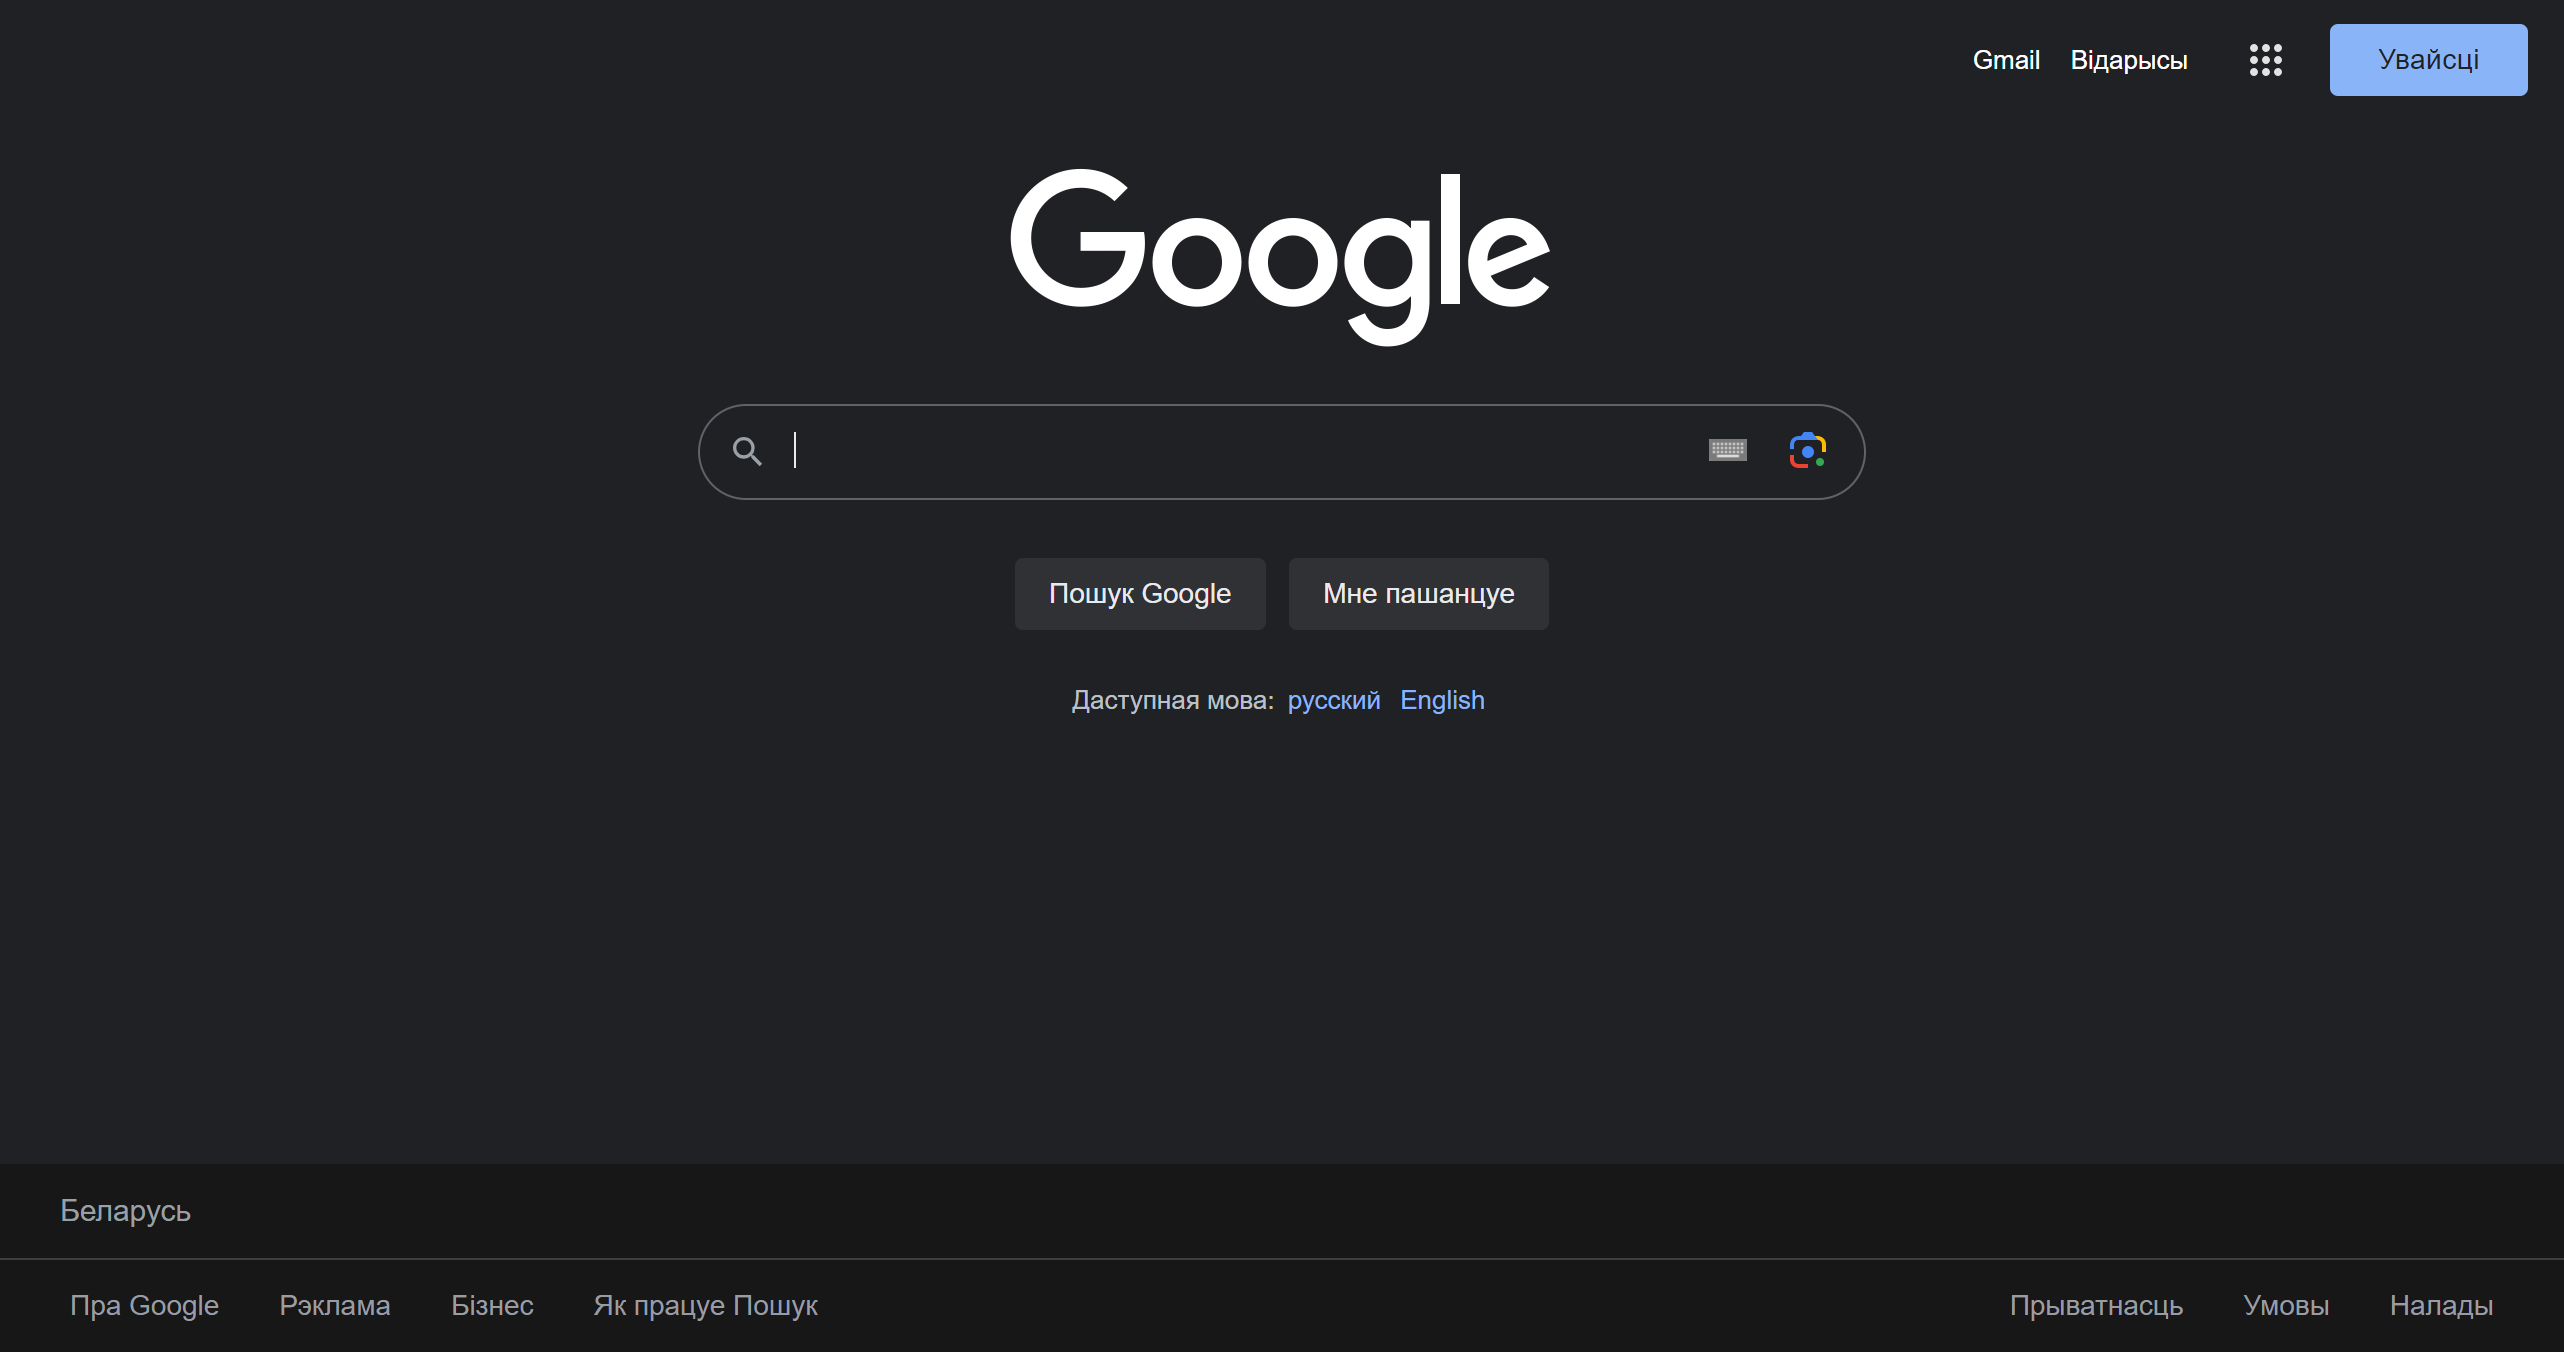 Gmail Відарысы Увайсці
Google
Пошук Google Мне пашанцуе
Даступная мова: русский English
Беларусь
Пра Google Рэклама Бізнес Як працуе Пошук Прыватнасць Умовы Налады